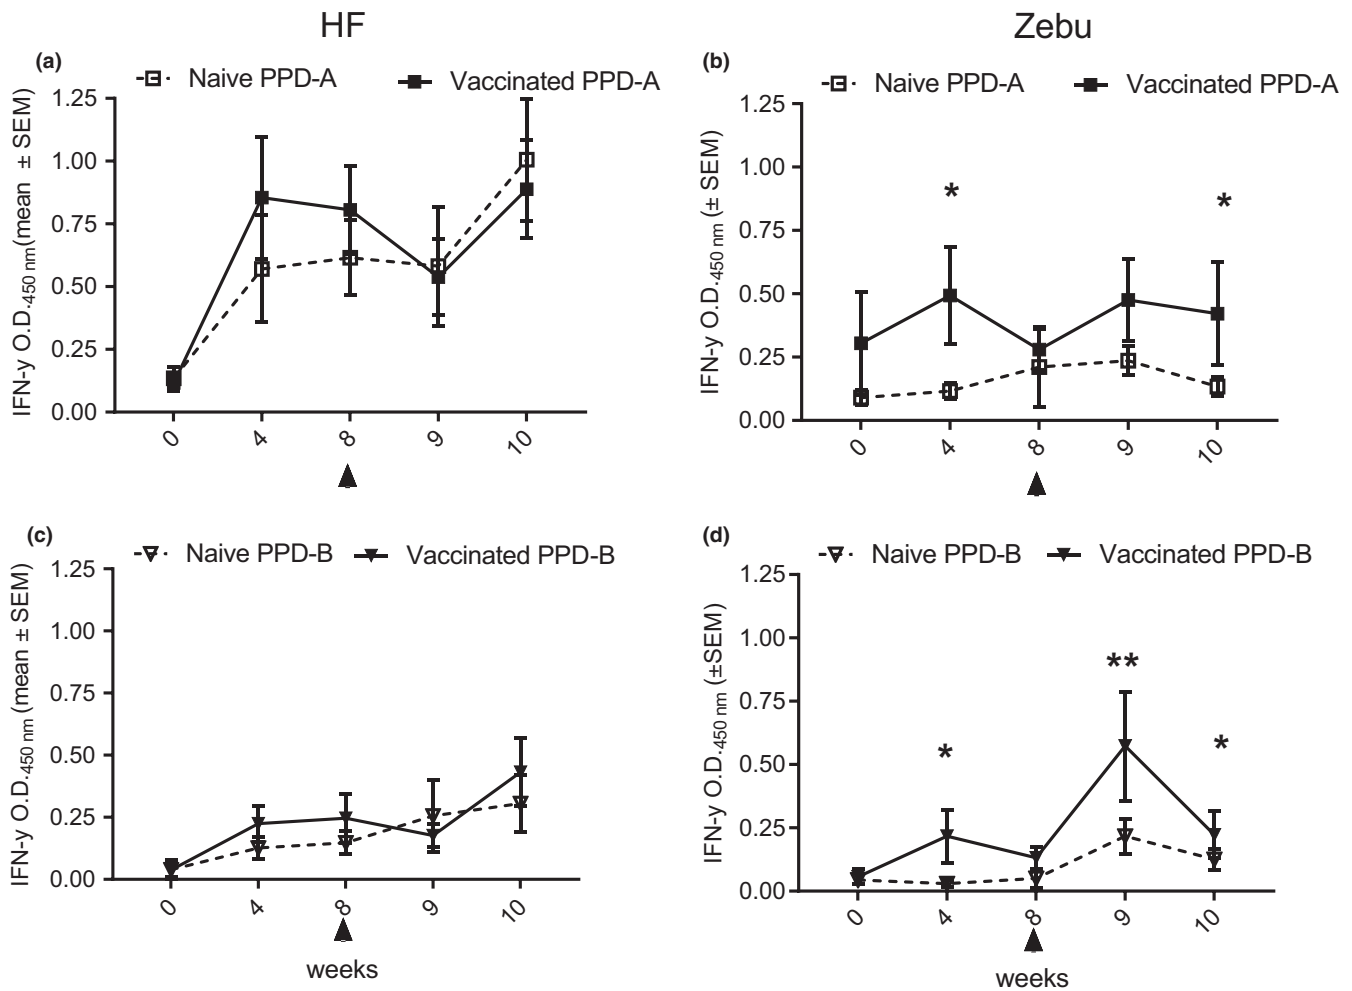 HF
Zebu
(a)
Naive PPD-A
Vaccinated PPD-A
IFN-y O.D.450 nm(mean ± SEM)
1.25
1.00
0.75
0.50
0.25
0.00
0
4
8
9
10
(b)
Naive PPD-A
Vaccinated PPD-A
IFN-y O.D.450 nm (± SEM)
1.25
1.00
0.75
0.50
0.25
0.00
*
*
0
4
8
9
10
(c)
Naive PPD-B
Vaccinated PPD-B
IFN-y O.D.450 nm(mean ± SEM)
1.25
1.00
0.75
0.50
0.25
0.00
0
4
8
9
10
weeks
(d)
Naive PPD-B
Vaccinated PPD-B
IFN-y O.D.450 nm (±SEM)
1.25
1.00
0.75
0.50
0.25
0.00
*
**
*
0
4
8
9
10
weeks